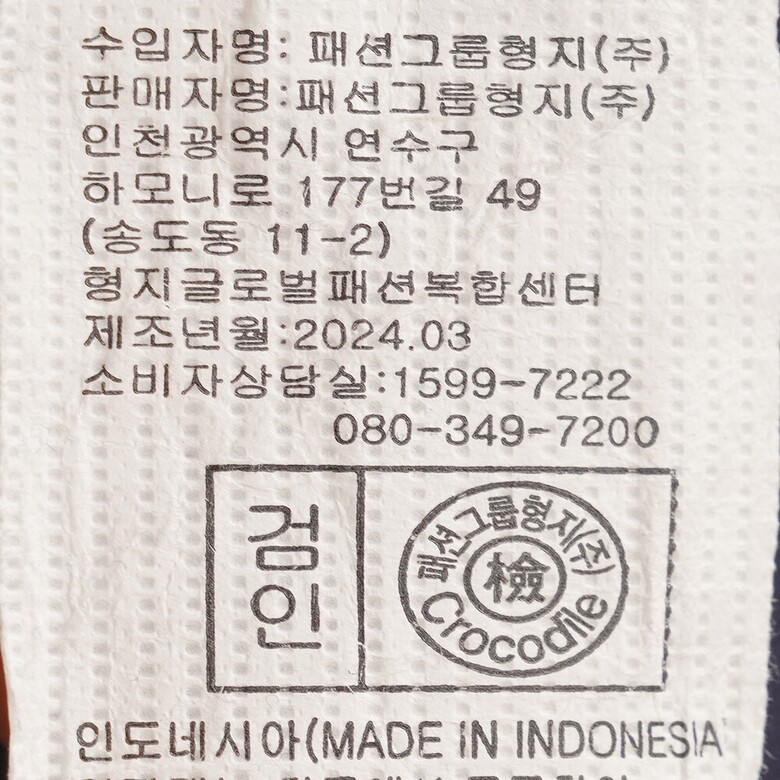 수입자명: 패션그룹형지(주)
판매자명:패션그룹형지(주)
인천광역시 연수구
하모니로 177번길 49
(송도동 11-2)
형지글로벌패션복합센터
제조년월:2024.03
소비자상담실:1599-7222
080-349-7200
검인
패션그룹형지(주)
檢
Crocodile
인도네시아(MADE IN INDONESIA